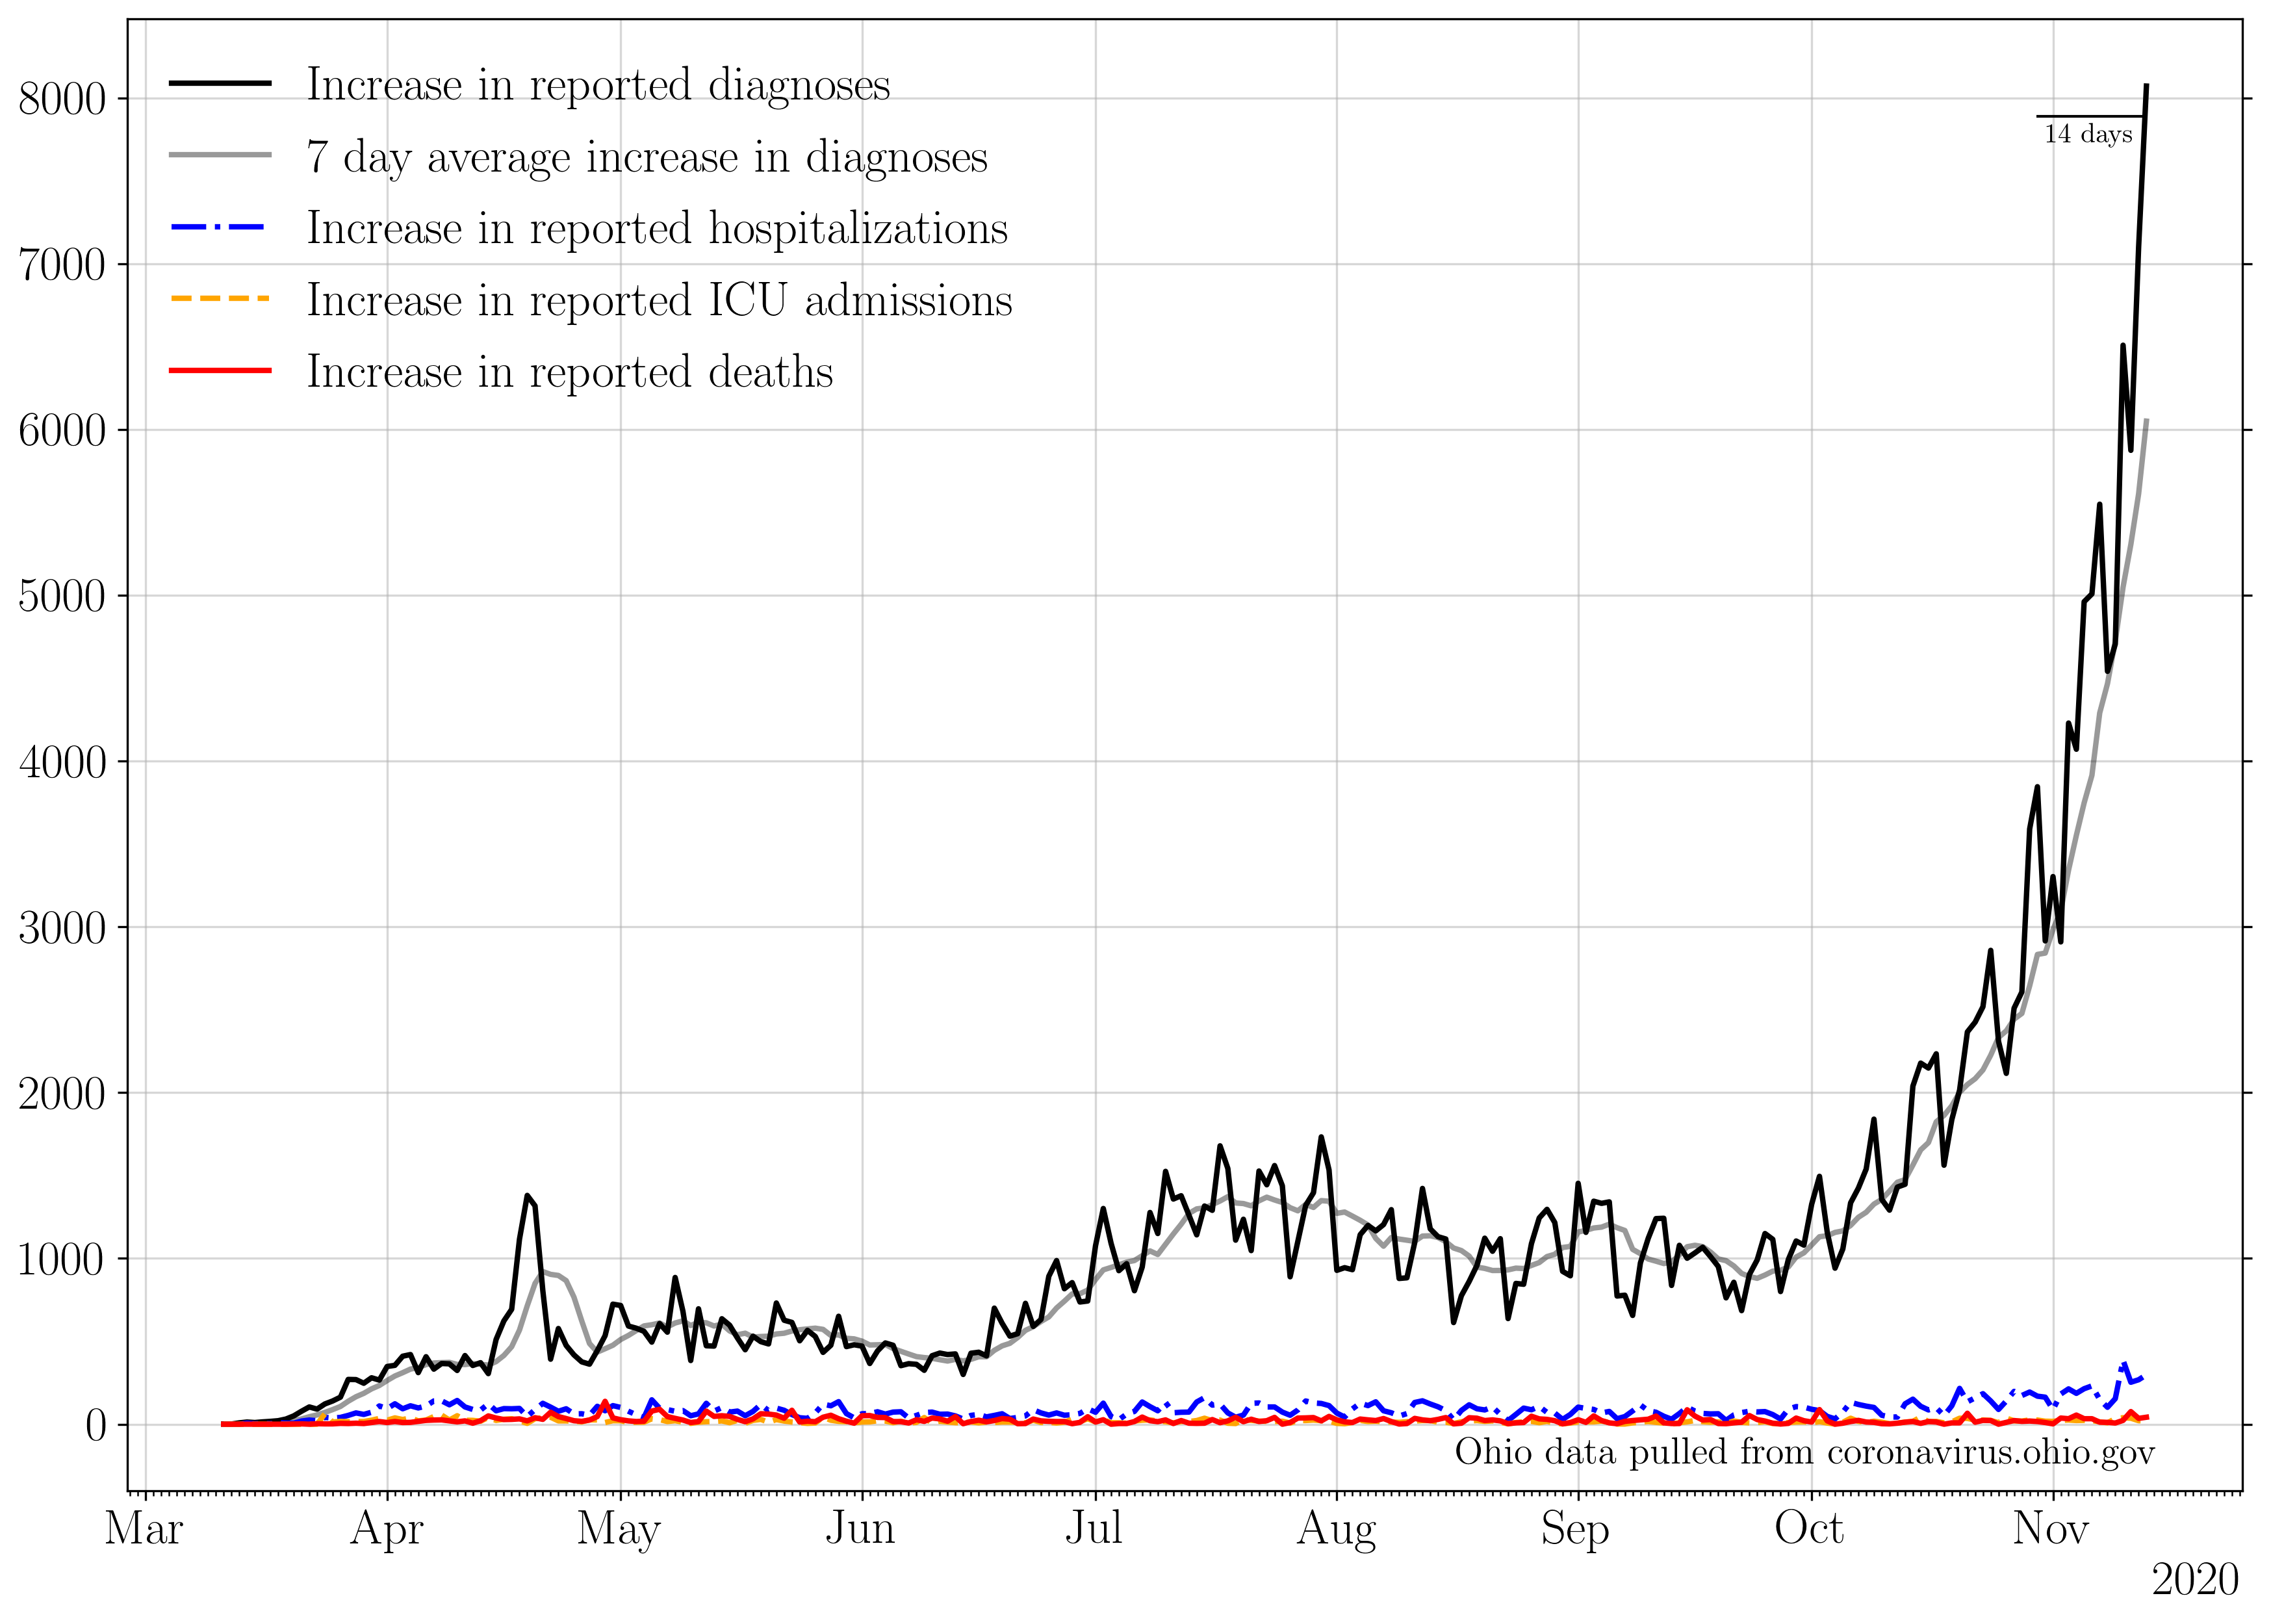 Increase in reported diagnoses
7 day average increase in diagnoses
Increase in reported hospitalizations
Increase in reported ICU admissions
Increase in reported deaths
14 days
8000
7000
6000
5000
4000
3000
2000
1000
0
Ohio data pulled from coronavirus.ohio.gov
Mar Apr May Jun Jul Aug Sep Oct Nov
2020